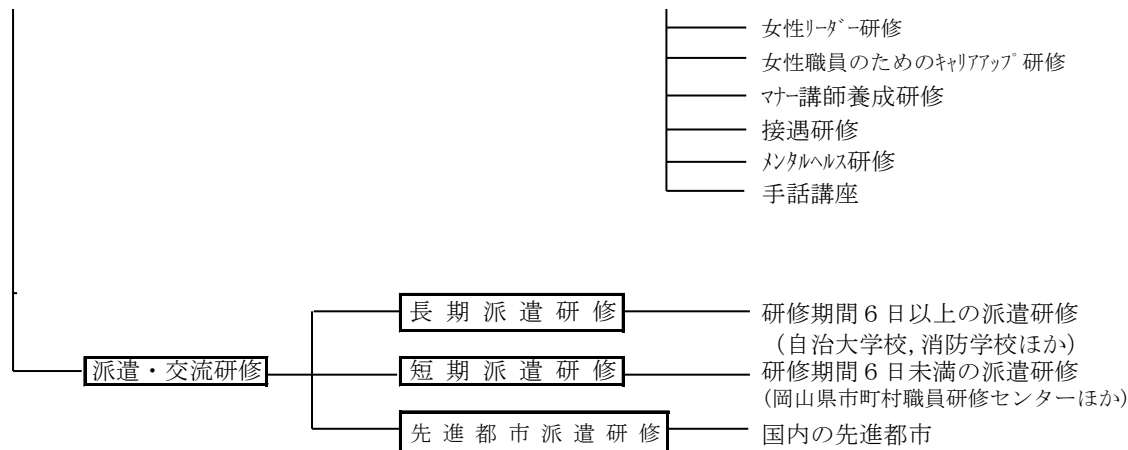 女性ﾘｰﾀﾞｰ研修
女性職員のためのｷｬﾘｱｱｯﾌﾟ研修
ﾏﾅｰ講師養成研修
接遇研修
ﾒﾝﾀﾙﾍﾙｽ研修
手話講座
長期派遣研修
研修期間６日以上の派遣研修
（自治大学校,消防学校ほか）
派遣・交流研修
短期派遣研修
研修期間６日未満の派遣研修
(岡山県市町村職員研修センターほか)
先進都市派遣研修
国内の先進都市